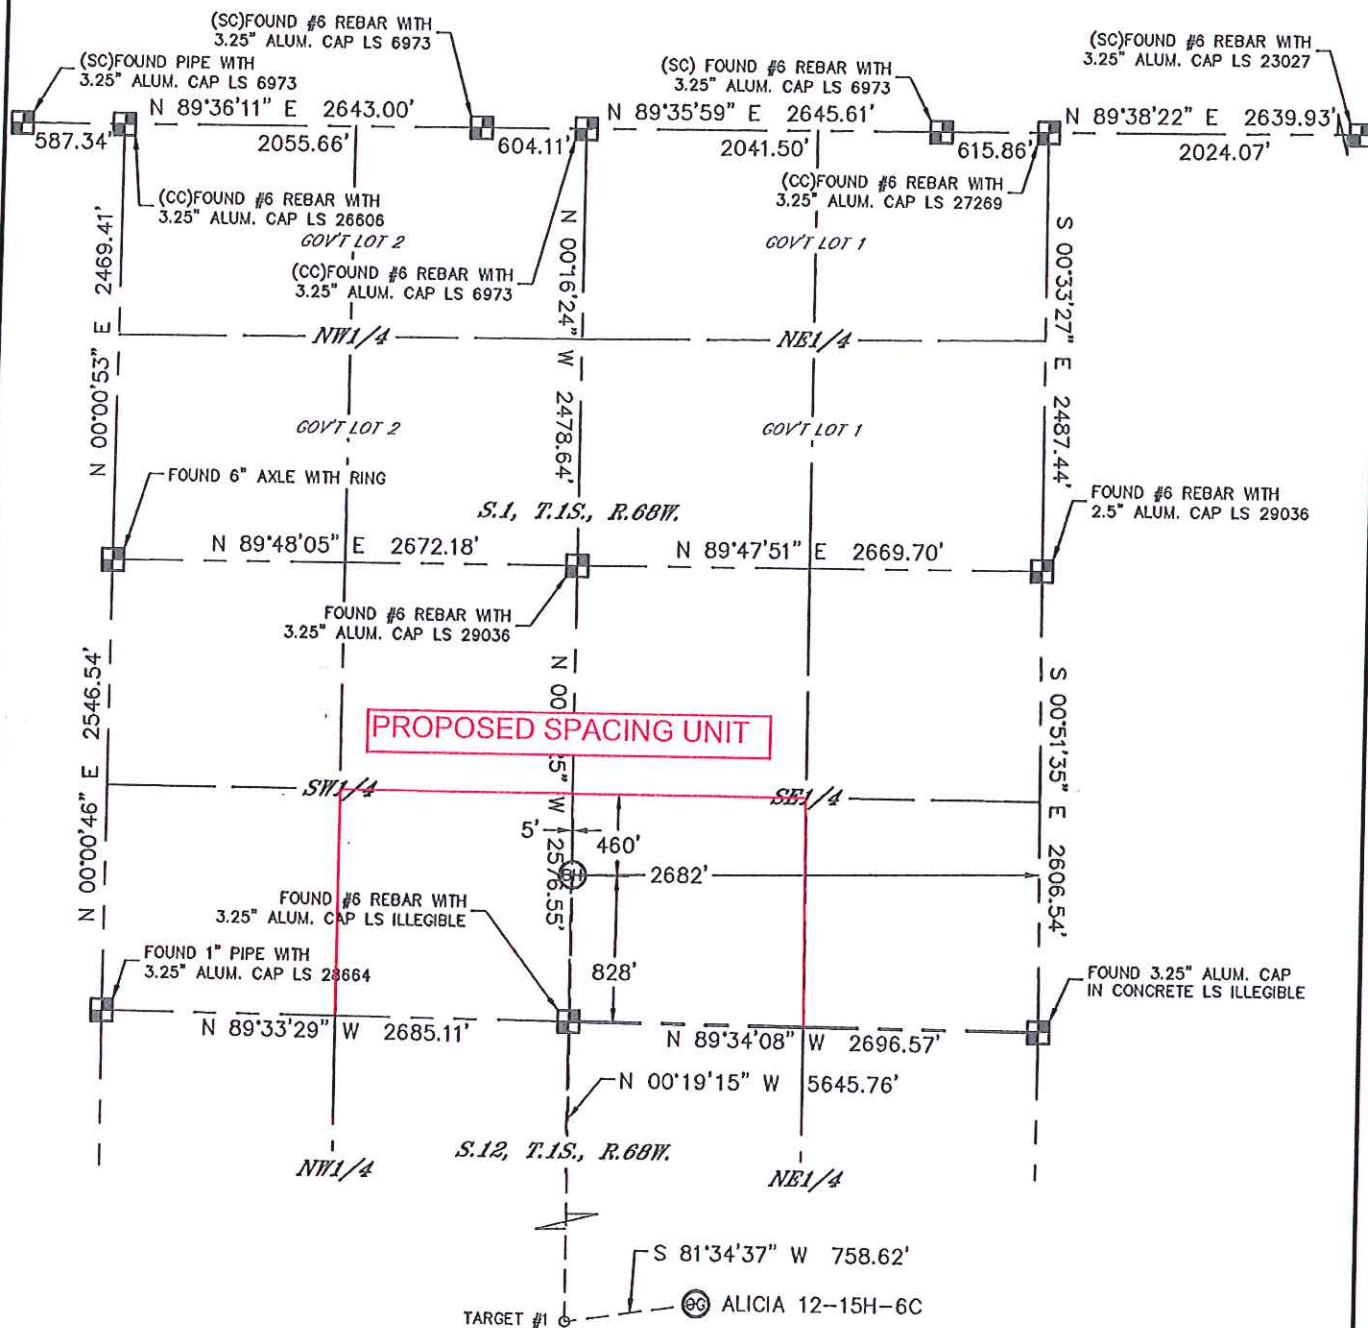 (SC)FOUND #6 REBAR WITH
3.25" ALUM. CAP LS 6973
(SC)FOUND PIPE WITH
3.25" ALUM. CAP LS 6973
(SC) FOUND #6 REBAR WITH
3.25" ALUM. CAP LS 6973
(SC)FOUND #6 REBAR WITH
3.25" ALUM. CAP LS 23027
N 89°36'11" E 2643.00'
N 89°35'59" E 2645.61'
N 89°38'22" E 2639.93'
587.34'
2055.66'
604.11'
2041.50'
615.86'
2024.07'
(CC)FOUND #6 REBAR WITH
3.25" ALUM. CAP LS 26606
(CC)FOUND #6 REBAR WITH
3.25" ALUM. CAP LS 27269
GOV'T LOT 2
GOV'T LOT 1
(CC)FOUND #6 REBAR WITH
3.25" ALUM. CAP LS 6973
N 00°00'53" E 2469.41'
N 00°16'24" W 2478.64'
S 00°33'27" E 2487.44'
NW1/4
NE1/4
GOV'T LOT 2
GOV'T LOT 1
FOUND 6" AXLE WITH RING
S.1, T.1S., R.68W.
FOUND #6 REBAR WITH
2.5" ALUM. CAP LS 29036
N 89°48'05" E 2672.18'
N 89°47'51" E 2669.70'
FOUND #6 REBAR WITH
3.25" ALUM. CAP LS 29036
N 00°00'46" E 2546.54'
N 00 5" W 2576.55'
S 00°51'35" E 2606.54'
PROPOSED SPACING UNIT
SW1/4
SE1/4
5'
460'
BH
2682'
FOUND #6 REBAR WITH
3.25" ALUM. CAP LS ILLEGIBLE
FOUND 1" PIPE WITH
3.25" ALUM. CAP LS 28664
828'
FOUND 3.25" ALUM. CAP
IN CONCRETE LS ILLEGIBLE
N 89°33'29" W 2685.11'
N 89°34'08" W 2696.57'
N 00°19'15" W 5645.76'
S.12, T.1S., R.68W.
NW1/4
NE1/4
S 81°34'37" W 758.62'
ALICIA 12-15H-6C
TARGET #1